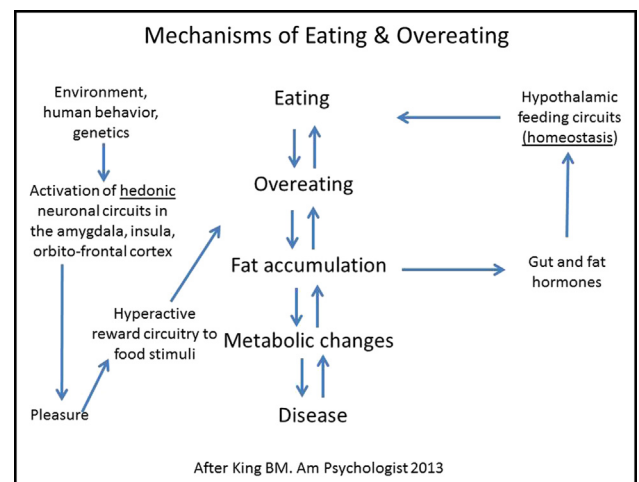 Mechanisms of Eating & Overeating
Environment,
human behavior,
genetics
Activation of hedonic
neuronal circuits in
the amygdala, insula,
orbito-frontal cortex
Pleasure
Hyperactive
reward circuitry to
food stimuli
Eating
Overeating
Fat accumulation
Metabolic changes
Disease
Hypothalamic
feeding circuits
(homeostasis)
Gut and fat
hormones
After King BM. Am Psychologist 2013